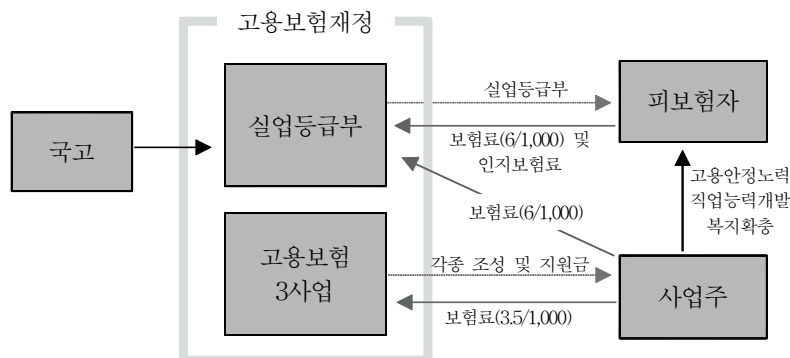 고용보험재정
국고
실업등급부
실업등급부
피보험자
보험료(6/1,000) 및
인지보험료
보험료(6/1,000)
고용안정노력
직업능력개발
복지확충
고용보험
3사업
각종 조성 및 지원금
보험료(3.5/1,000)
사업주